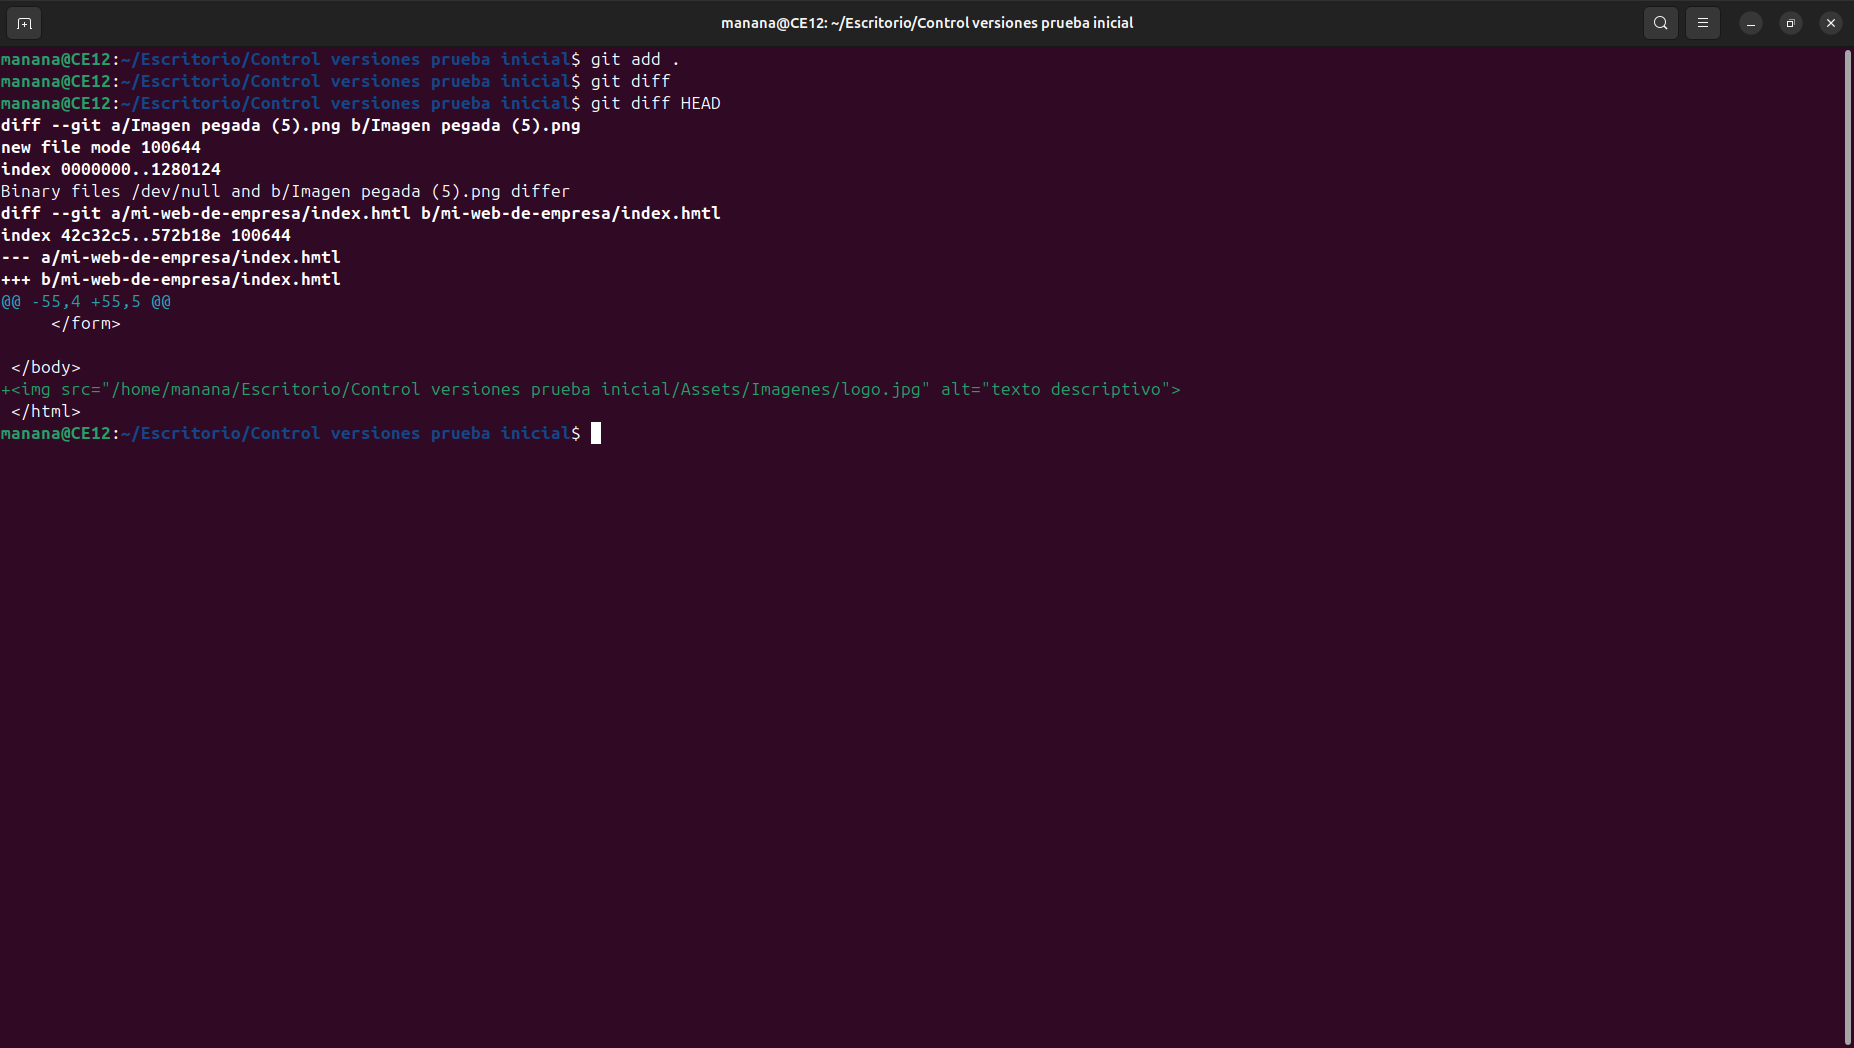 manana@CE12: ~/Escritorio/Control versiones prueba inicial
manana@CE12:~/Escritorio/Control versiones prueba inicial$ git add .
manana@CE12:~/Escritorio/Control versiones prueba inicial$ git diff
manana@CE12:~/Escritorio/Control versiones prueba inicial$ git diff HEAD
diff --git a/Imagen pegada (5).png b/Imagen pegada (5).png
new file mode 100644
index 0000000..1280124
Binary files /dev/null and b/Imagen pegada (5).png differ
diff --git a/mi-web-de-empresa/index.hmtl b/mi-web-de-empresa/index.hmtl
index 42c32c5..572b18e 100644
--- a/mi-web-de-empresa/index.hmtl
+++ b/mi-web-de-empresa/index.hmtl
@@ -55,4 +55,5 @@
     </form>
 </body>
+<img src="/home/manana/Escritorio/Control versiones prueba inicial/Assets/Imagenes/logo.jpg" alt="texto descriptivo">
 </html>
manana@CE12:~/Escritorio/Control versiones prueba inicial$